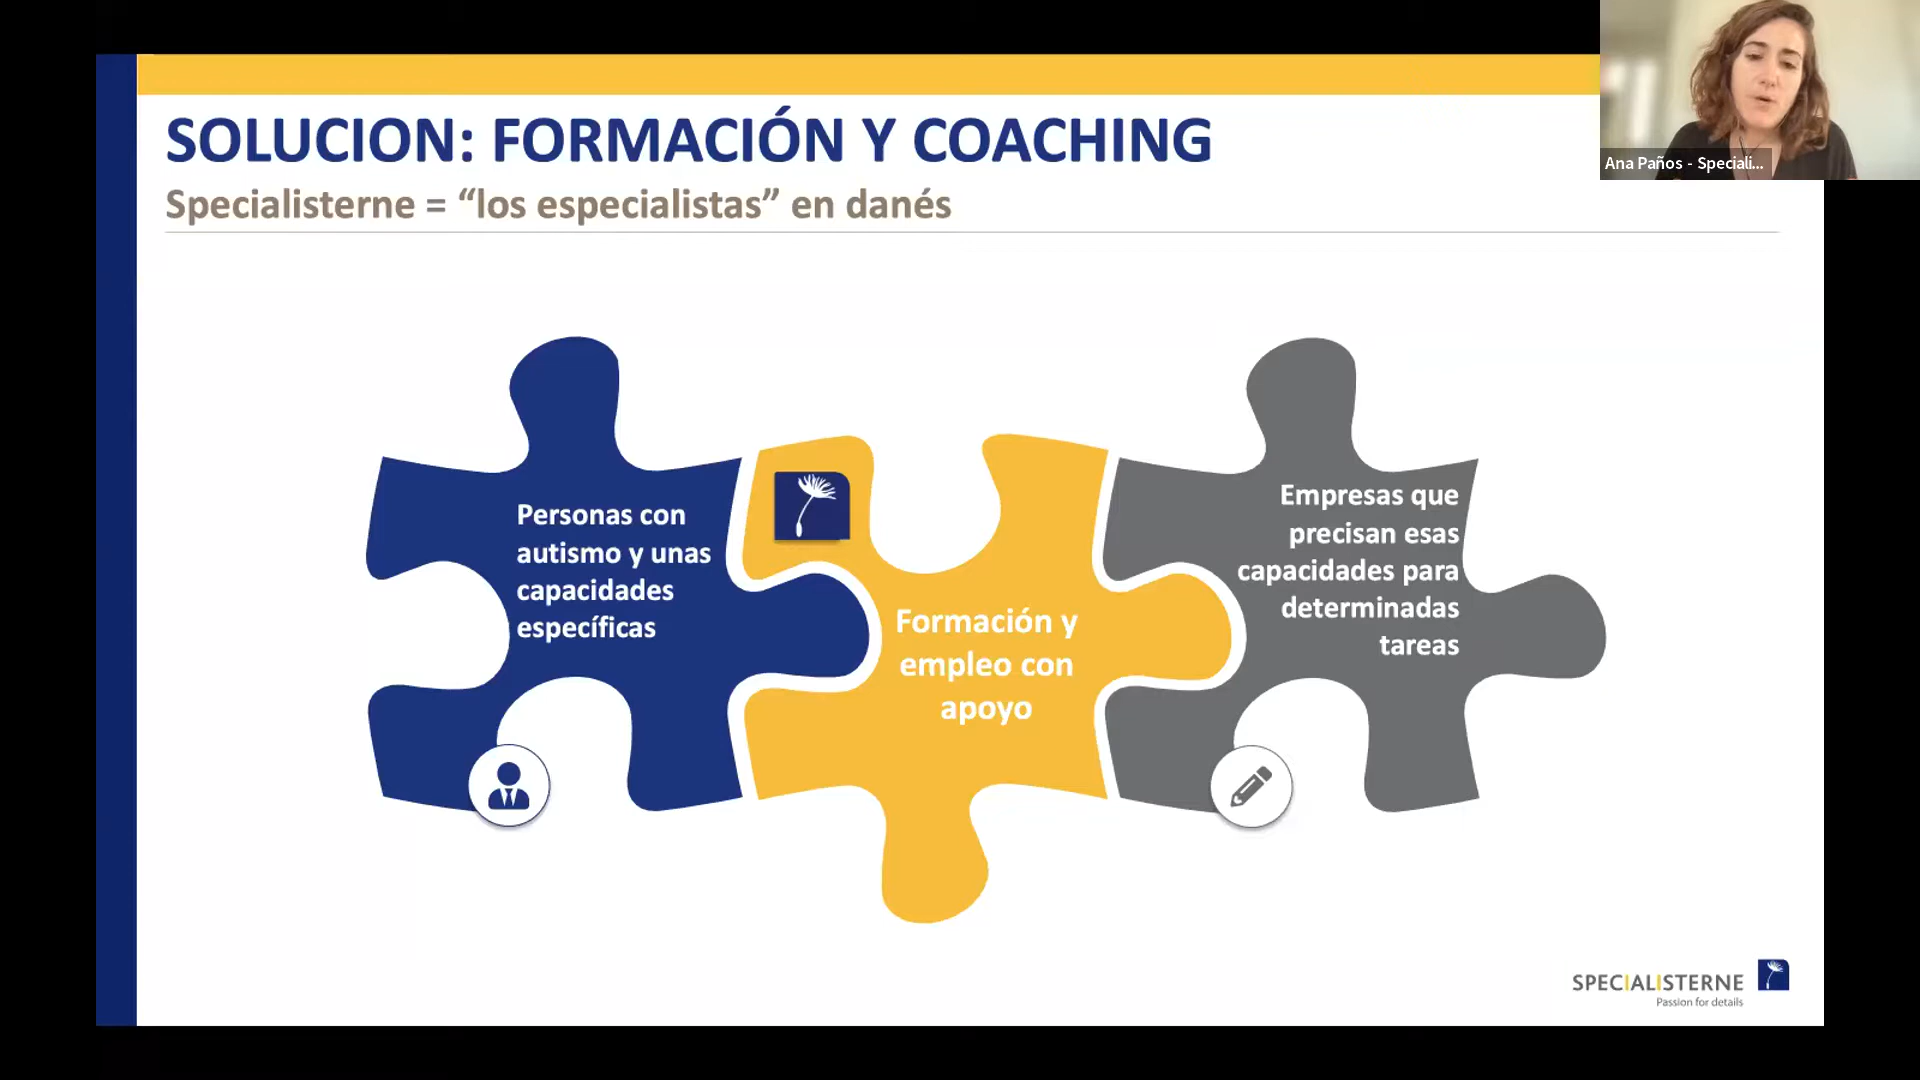 SOLUCION: FORMACIÓN Y COACHING
Specialisterne = “los especialistas” en danés
Ana Paños - Speciali...
Personas con
autismo y unas
capacidades
específicas
Formación y
empleo con
apoyo
Empresas que
precisan esas
capacidades para
determinadas
tareas
SPECIALISTERNE
Passion for details